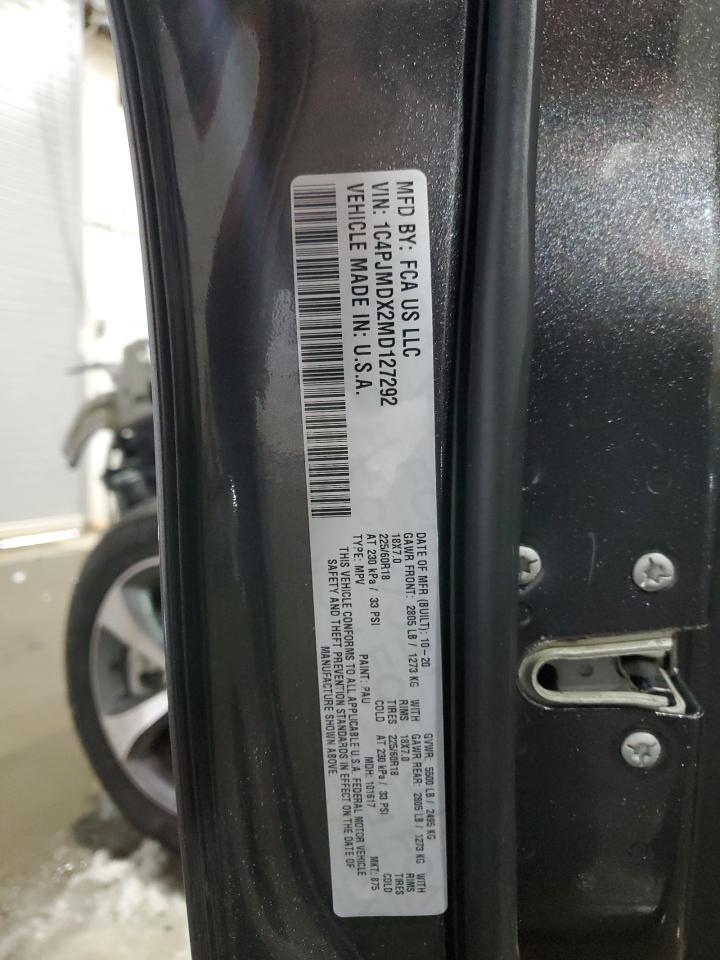 MFD BY: FCA US LLC
VIN: 1C4PJMDX2MD127292
VEHICLE MADE IN: U.S.A.
DATE OF MFR (BUILT): 10-20 GVWR: 5500 LB / 2495 KG
GAWR FRONT: 2805 LB / 1273 KG WITH GAWR REAR: 2805 LB / 1273 KG WITH
18X7.0 RIMS 18X7.0 RIMS
225/60R18 TIRES 225/60R18 TIRES
AT 230 kPa / 33 PSI COLD AT 230 kPa / 33 PSI COLD
TYPE: MPV PAINT: PAU MDH: 101617 MKT: 875
THIS VEHICLE CONFORMS TO ALL APPLICABLE U.S.A. FEDERAL MOTOR VEHICLE
SAFETY AND THEFT PREVENTION STANDARDS IN EFFECT ON THE DATE OF
MANUFACTURE SHOWN ABOVE.